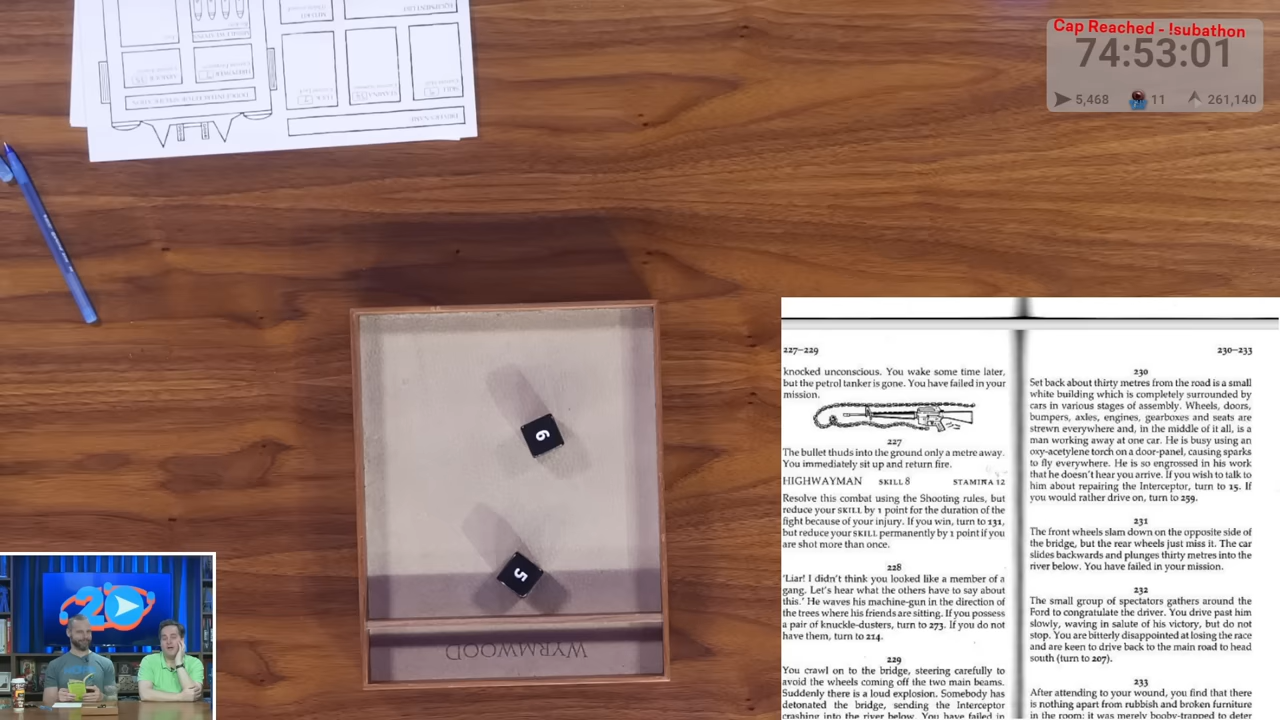 Cap Reached - !subathon
74:53:01
5,468
11
261,140
SKILL
DRIVER'S NAME
6
5
WYRMWOOD
227–229
knocked unconscious. You wake some time later,
but the petrol tanker is gone. You have failed in your
mission.
227
The bullet thuds into the ground only a metre away.
You immediately sit up and return fire.
HIGHWAYMAN SKILL 8 STAMINA 12
Resolve this combat using the Shooting rules, but
reduce your SKILL by 1 point for the duration of the
fight because of your injury. If you win, turn to 131,
but reduce your SKILL permanently by 1 point if you
are shot more than once.
228
'Liar! I didn't think you looked like a member of a
gang. Let's hear what the others have to say about
this.' He waves his machine-gun in the direction of
the trees where his friends are sitting. If you possess
a pair of knuckle-dusters, turn to 273. If you do not
have them, turn to 214.
229
You crawl on to the bridge, steering carefully to
avoid the wheels coming off the two main beams.
Suddenly there is a loud explosion. Somebody has
detonated the bridge, sending the Interceptor
crashing into the river below. You have failed in
230–233
230
Set back about thirty metres from the road is a small
white building which is completely surrounded by
cars in various stages of assembly. Wheels, doors,
bumpers, axles, engines, gearboxes and seats are
strewn everywhere and, in the middle of it all, is a
man working away at one car. He is busy using an
oxy-acetylene torch on a door-panel, causing sparks
to fly everywhere. He is so engrossed in his work
that he doesn't hear you arrive. If you wish to talk to
him about repairing the Interceptor, turn to 15. If
you would rather drive on, turn to 259.
231
The front wheels slam down on the opposite side of
the bridge, but the rear wheels just miss it. The car
slides backwards and plunges thirty metres into the
river below. You have failed in your mission.
232
The small group of spectators gathers around the
Ford to congratulate the driver. You drive past him
slowly, waving in salute of his victory, but do not
stop. You are bitterly disappointed at losing the race
and are keen to drive back to the main road to head
south (turn to 207).
233
After attending to your wound, you find that there
is nothing apart from rubbish and broken furniture
in the room; it was merely booby-trapped to deter